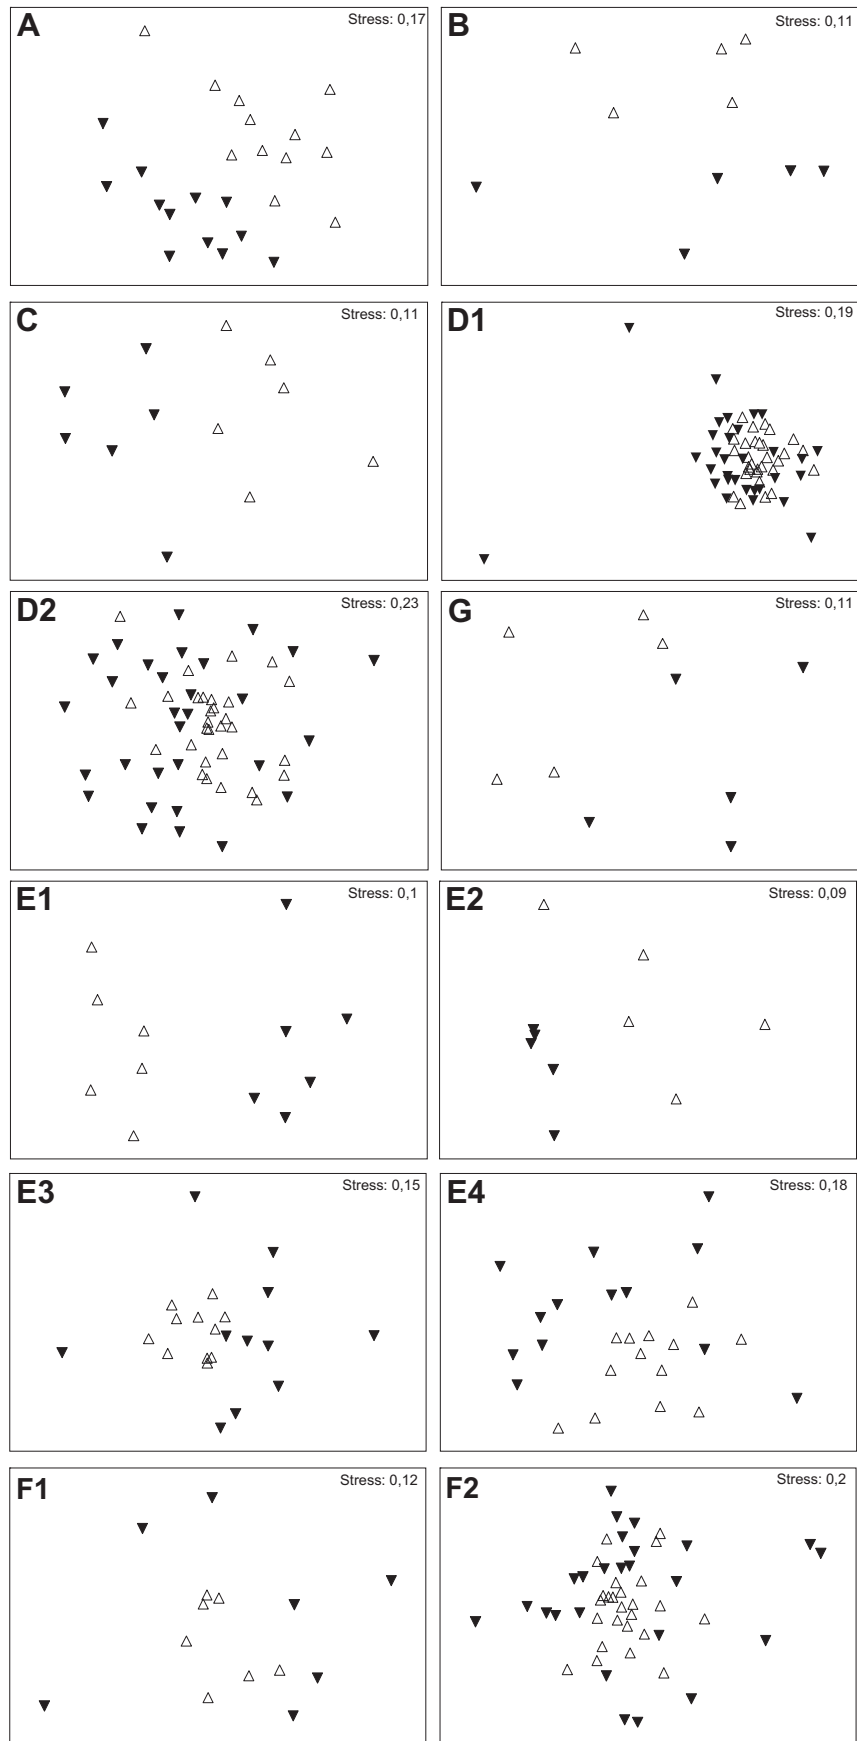 A Stress: 0,17
B Stress: 0,11
C Stress: 0,11
D1 Stress: 0,19
D2 Stress: 0,23
G Stress: 0,11
E1 Stress: 0,1
E2 Stress: 0,09
E3 Stress: 0,15
E4 Stress: 0,18
F1 Stress: 0,12
F2 Stress: 0,2